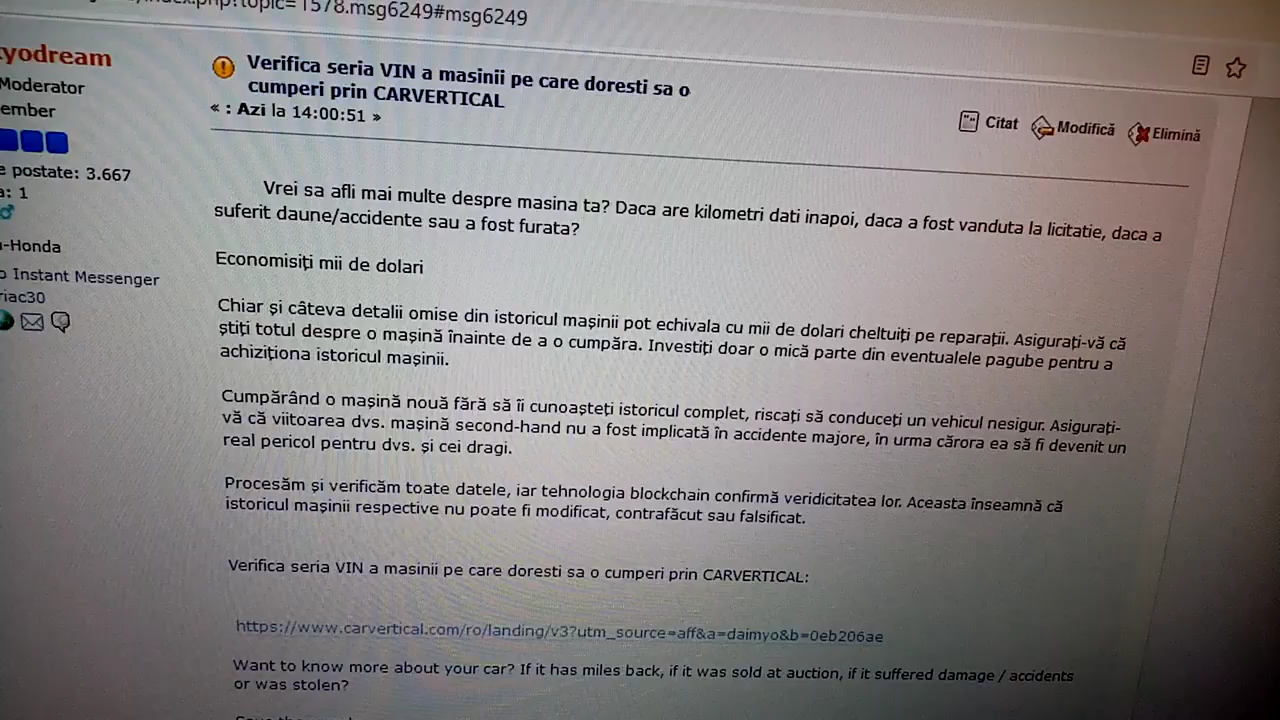 topic=1578.msg6249#msg6249
yodream
Moderator
ember
postate: 3.667
: 1
-Honda
Instant Messenger
riac30
Verifica seria VIN a masinii pe care doresti sa o
cumperi prin CARVERTICAL
« : Azi la 14:00:51 »
Citat Modifică Elimină
Vrei sa afli mai multe despre masina ta? Daca are kilometri dati inapoi, daca a fost vanduta la licitatie, daca a
suferit daune/accidente sau a fost furata?
Economisiți mii de dolari
Chiar și câteva detalii omise din istoricul mașinii pot echivala cu mii de dolari cheltuiți pe reparații. Asigurați-vă că
știți totul despre o mașină înainte de a o cumpăra. Investiți doar o mică parte din eventualele pagube pentru a
achiziționa istoricul mașinii.
Cumpărând o mașină nouă fără să îi cunoașteți istoricul complet, riscați să conduceți un vehicul nesigur. Asigurați-
vă că viitoarea dvs. mașină second-hand nu a fost implicată în accidente majore, în urma cărora ea să fi devenit un
real pericol pentru dvs. și cei dragi.
Procesăm și verificăm toate datele, iar tehnologia blockchain confirmă veridicitatea lor. Aceasta înseamnă că
istoricul mașinii respective nu poate fi modificat, contrafăcut sau falsificat.
Verifica seria VIN a masinii pe care doresti sa o cumperi prin CARVERTICAL:
https://www.carvertical.com/ro/landing/v3?utm_source=aff&a=daimyo&b=0eb206ae
Want to know more about your car? If it has miles back, if it was sold at auction, if it suffered damage / accidents
or was stolen?